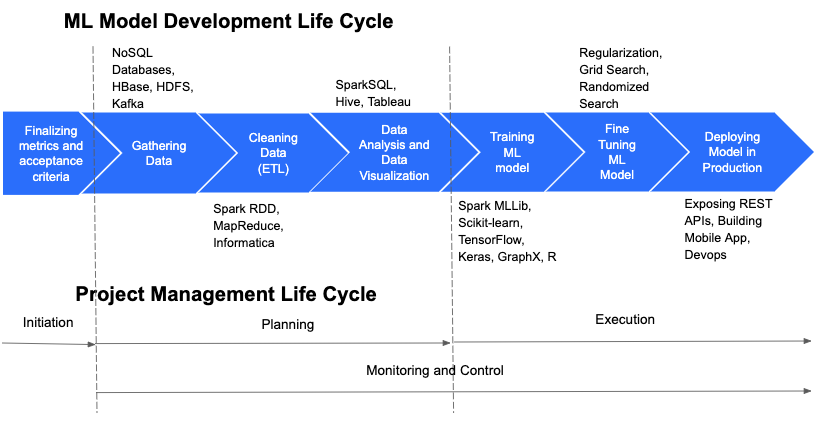 ML Model Development Life Cycle
NoSQL
Databases,
HBase, HDFS,
Kafka
SparkSQL,
Hive, Tableau
Regularization,
Grid Search,
Randomized
Search
Finalizing
metrics and
acceptance
criteria
Gathering
Data
Cleaning
Data
(ETL)
Data
Analysis and
Data
Visualization
Training
ML
model
Fine
Tuning
ML
Model
Deploying
Model in
Production
Spark RDD,
MapReduce,
Informatica
Spark MLLib,
Scikit-learn,
TensorFlow,
Keras, GraphX, R
Exposing REST
APIs, Building
Mobile App,
Devops
Project Management Life Cycle
Initiation
Planning
Execution
Monitoring and Control